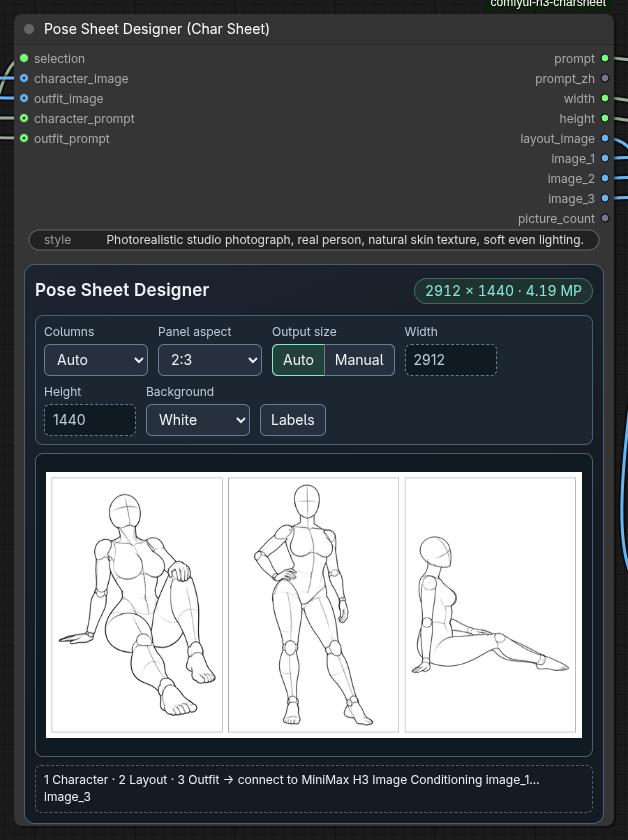 comfyui-h3-charsheet
Pose Sheet Designer (Char Sheet)
selection
character_image
outfit_image
character_prompt
outfit_prompt
prompt
prompt_zh
width
height
layout_image
image_1
image_2
image_3
picture_count
style Photorealistic studio photograph, real person, natural skin texture, soft even lighting.
Pose Sheet Designer
2912 × 1440 · 4.19 MP
Columns Panel aspect Output size Width
Auto 2:3 Auto Manual 2912
Height Background
1440 White Labels
1 Character · 2 Layout · 3 Outfit → connect to MiniMax H3 Image Conditioning image_1…
image_3